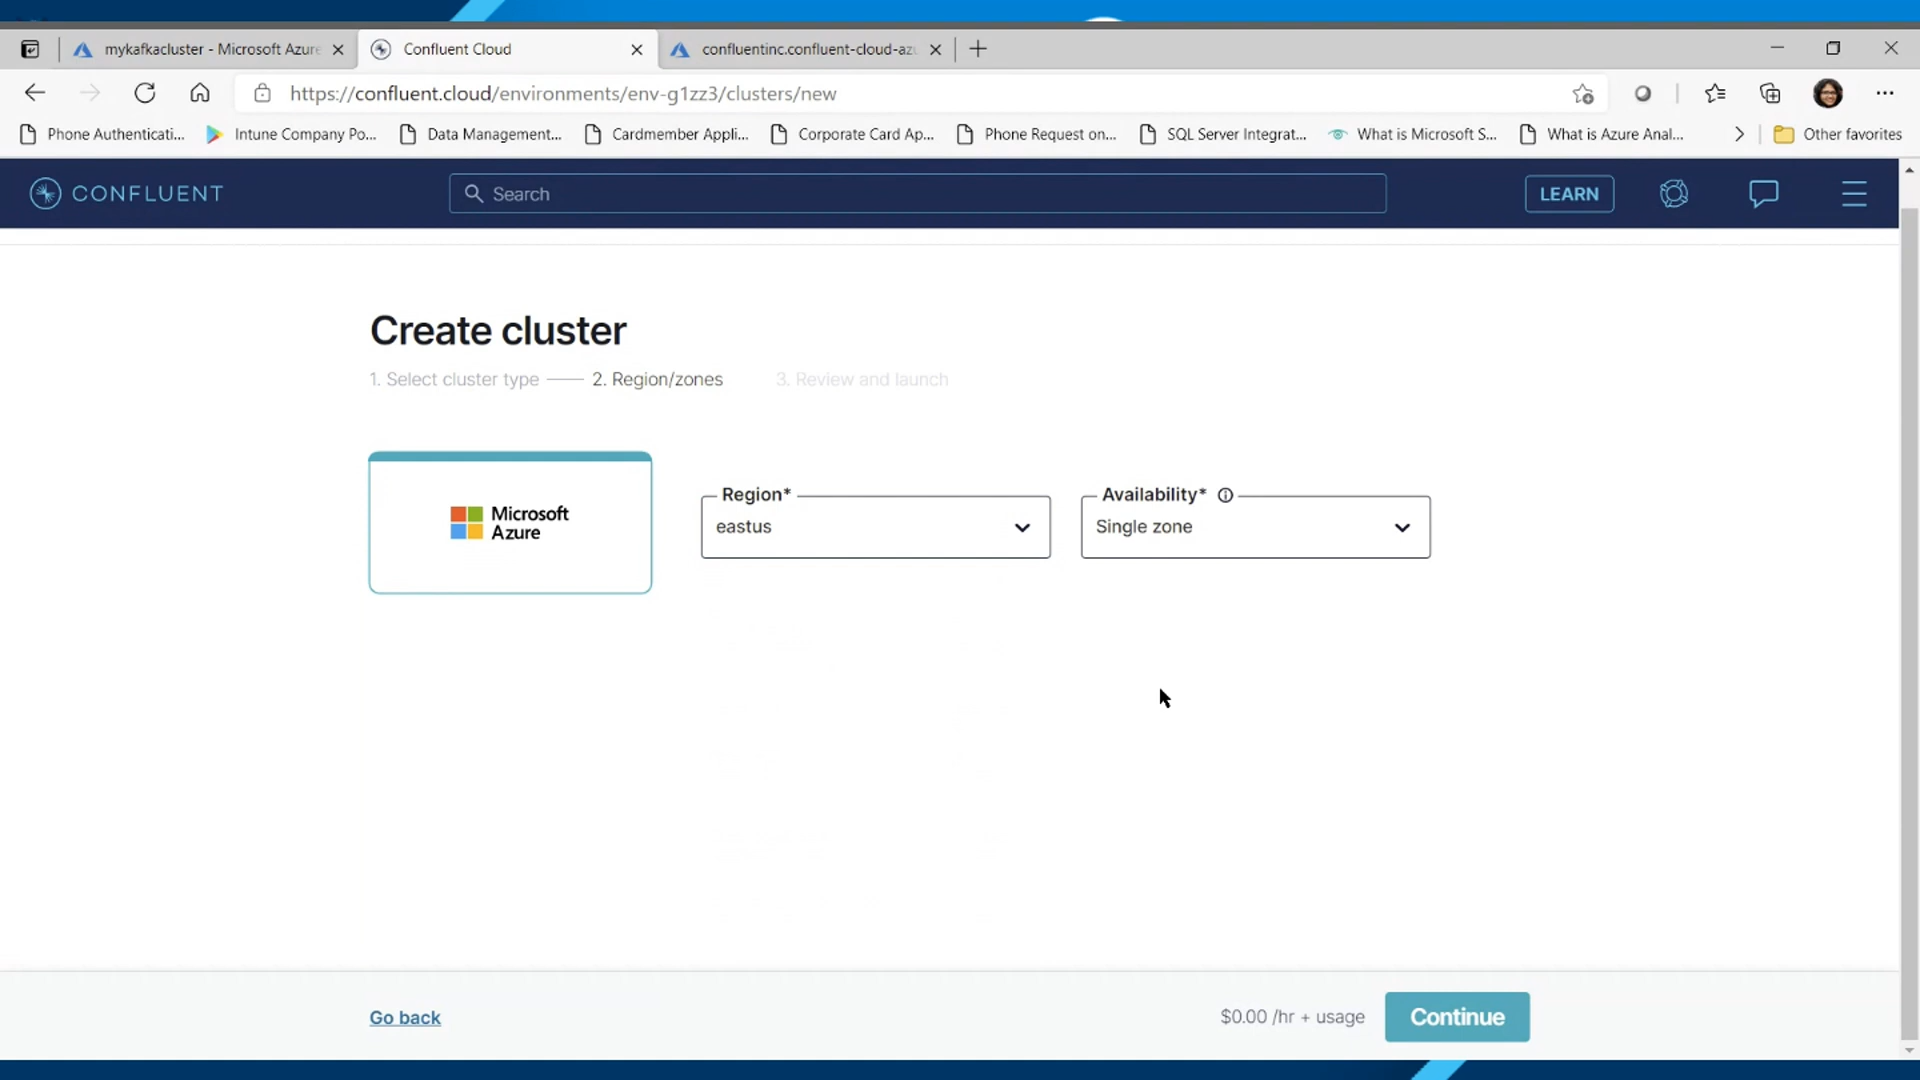 mykafkacluster - Microsoft Azure
Confluent Cloud
confluentinc.confluent-cloud-az
https://confluent.cloud/environments/env-g1zz3/clusters/new
Phone Authenticati...
Intune Company Po...
Data Management...
Cardmember Appli...
Corporate Card Ap...
Phone Request on...
SQL Server Integrat...
What is Microsoft S...
What is Azure Anal...
Other favorites
CONFLUENT
Search
LEARN
Create cluster
1. Select cluster type
2. Region/zones
3. Review and launch
Microsoft
Azure
Region*
eastus
Availability*
Single zone
Go back
$0.00 /hr + usage
Continue